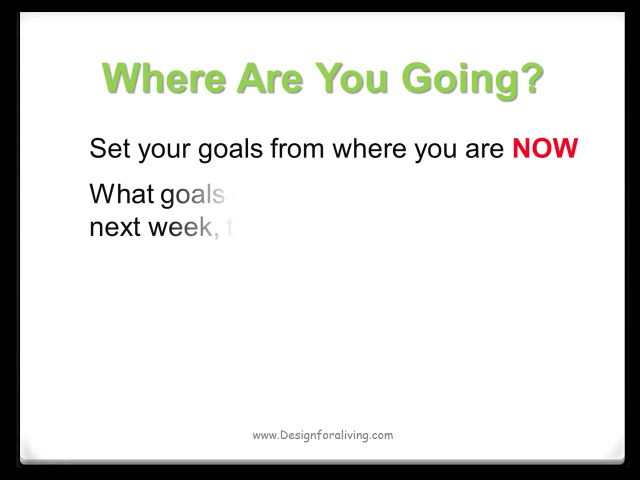 Where Are You Going?
Set your goals from where you are NOW
What goals
next week,
www.Designforaliving.com